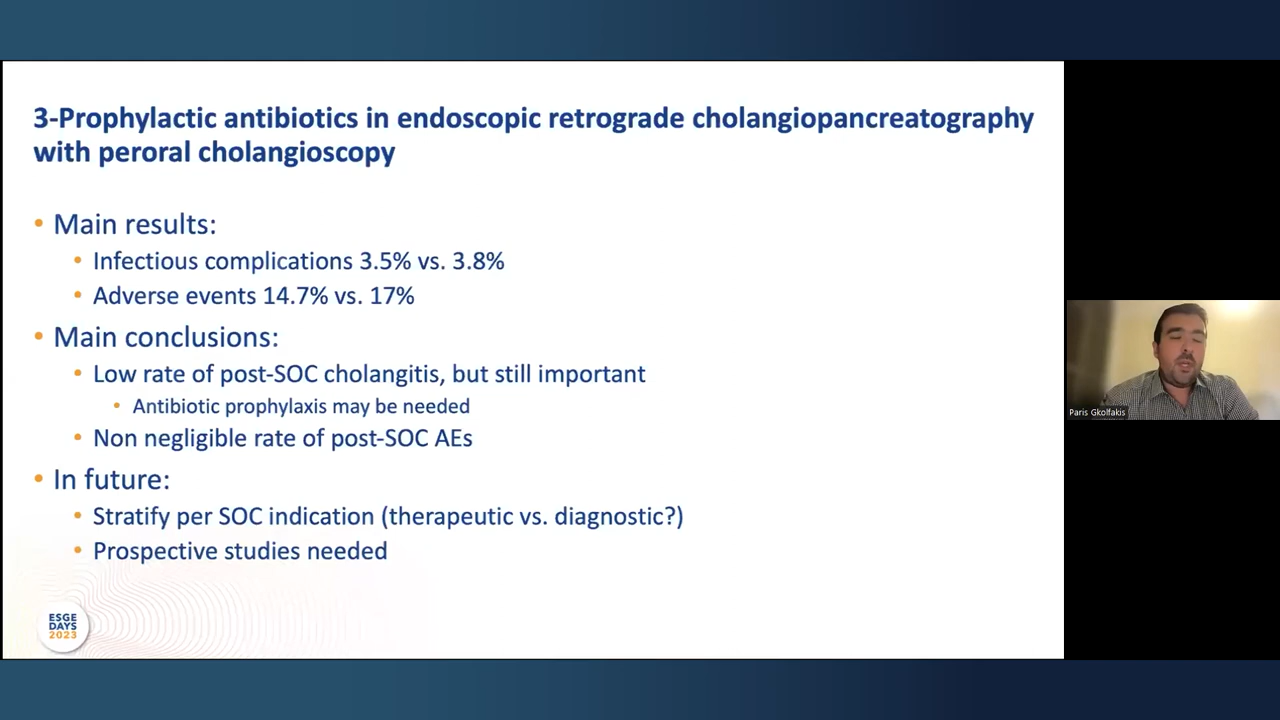 3-Prophylactic antibiotics in endoscopic retrograde cholangiopancreatography
with peroral cholangioscopy
• Main results:
• Infectious complications 3.5% vs. 3.8%
• Adverse events 14.7% vs. 17%
• Main conclusions:
• Low rate of post-SOC cholangitis, but still important
• Antibiotic prophylaxis may be needed
• Non negligible rate of post-SOC AEs
• In future:
• Stratify per SOC indication (therapeutic vs. diagnostic?)
• Prospective studies needed
ESGE
DAYS
2023
Paris Gkolfakis